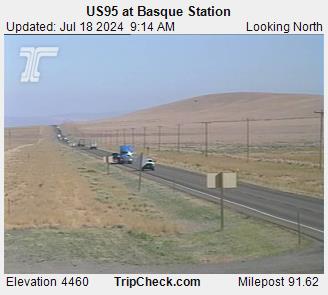 US95 at Basque Station
Updated: Jul 18 2024 9:14 AM Looking North
Elevation 4460 TripCheck.com Milepost 91.62